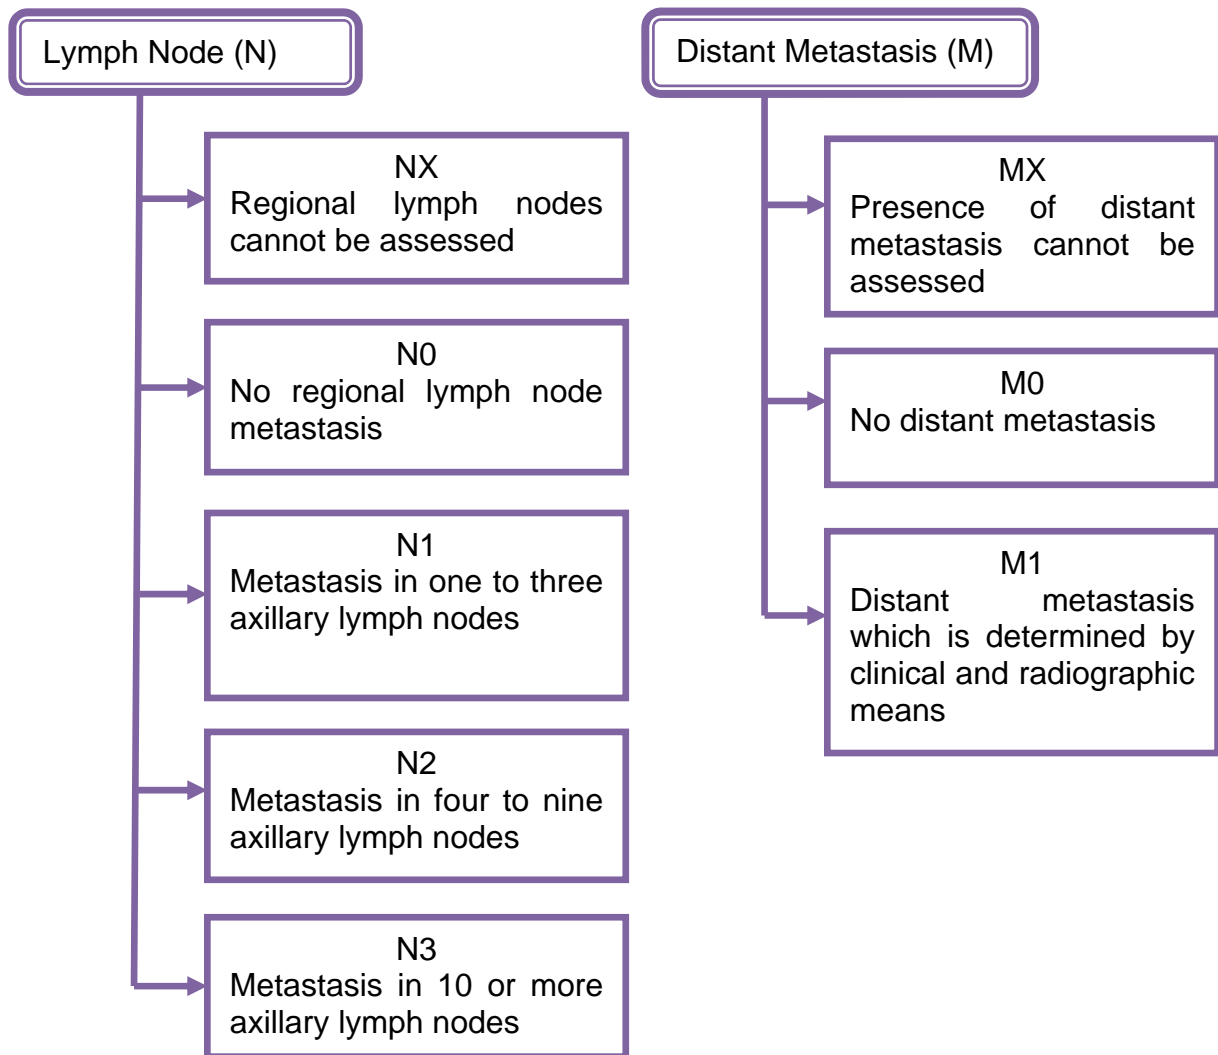 Lymph Node (N)
NX
Regional lymph nodes
cannot be assessed
N0
No regional lymph node
metastasis
N1
Metastasis in one to three
axillary lymph nodes
N2
Metastasis in four to nine
axillary lymph nodes
N3
Metastasis in 10 or more
axillary lymph nodes
Distant Metastasis (M)
MX
Presence of distant
metastasis cannot be
assessed
M0
No distant metastasis
M1
Distant metastasis
which is determined by
clinical and radiographic
means